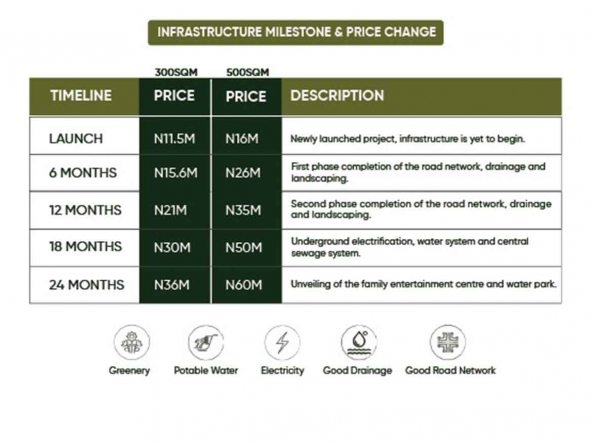 INFRASTRUCTURE MILESTONE & PRICE CHANGE
300SQM 500SQM
TIMELINE PRICE PRICE DESCRIPTION
LAUNCH N11.5M N16M Newly launched project, infrastructure is yet to begin.
6 MONTHS N15.6M N26M First phase completion of the road network, drainage and
landscaping.
12 MONTHS N21M N35M Second phase completion of the road network, drainage
and landscaping.
18 MONTHS N30M N50M Underground electrification, water system and central
sewage system.
24 MONTHS N36M N60M Unveiling of the family entertainment centre and water park.
Greenery Potable Water Electricity Good Drainage Good Road Network